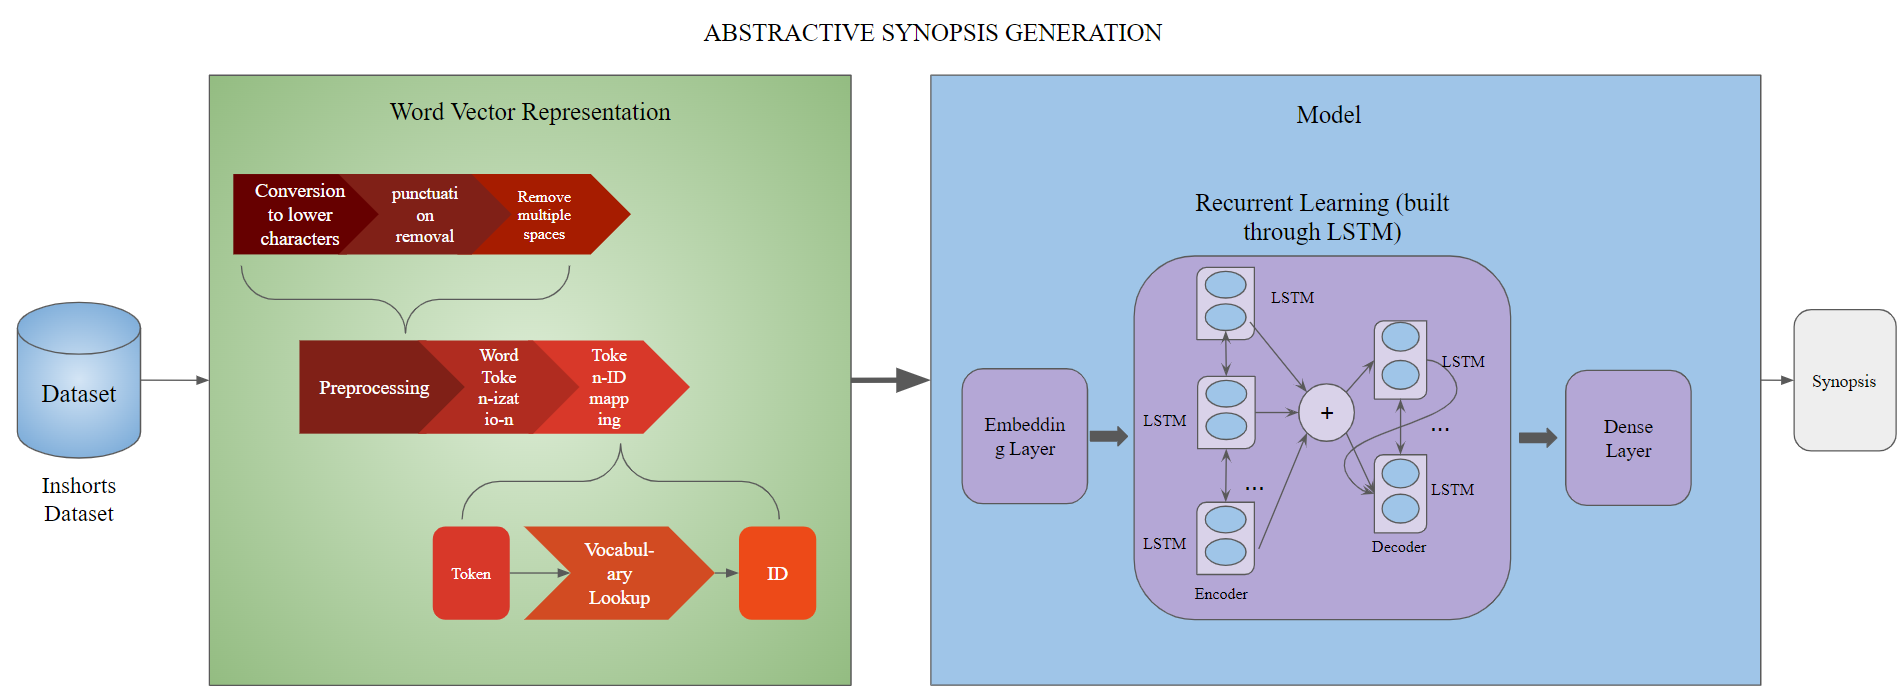 ABSTRACTIVE SYNOPSIS GENERATION
Word Vector Representation
Conversion
to lower
characters
punctuati
on
removal
Remove
multiple
spaces
Preprocessing
Word
Toke
n-izat
io-n
Toke
n-ID
mapp
ing
Token
Vocabul-
ary
Lookup
ID
Dataset
Inshorts
Dataset
Model
Recurrent Learning (built
through LSTM)
Embeddin
g Layer
LSTM
LSTM
...
LSTM
Encoder
+
LSTM
...
LSTM
Decoder
Dense
Layer
Synopsis